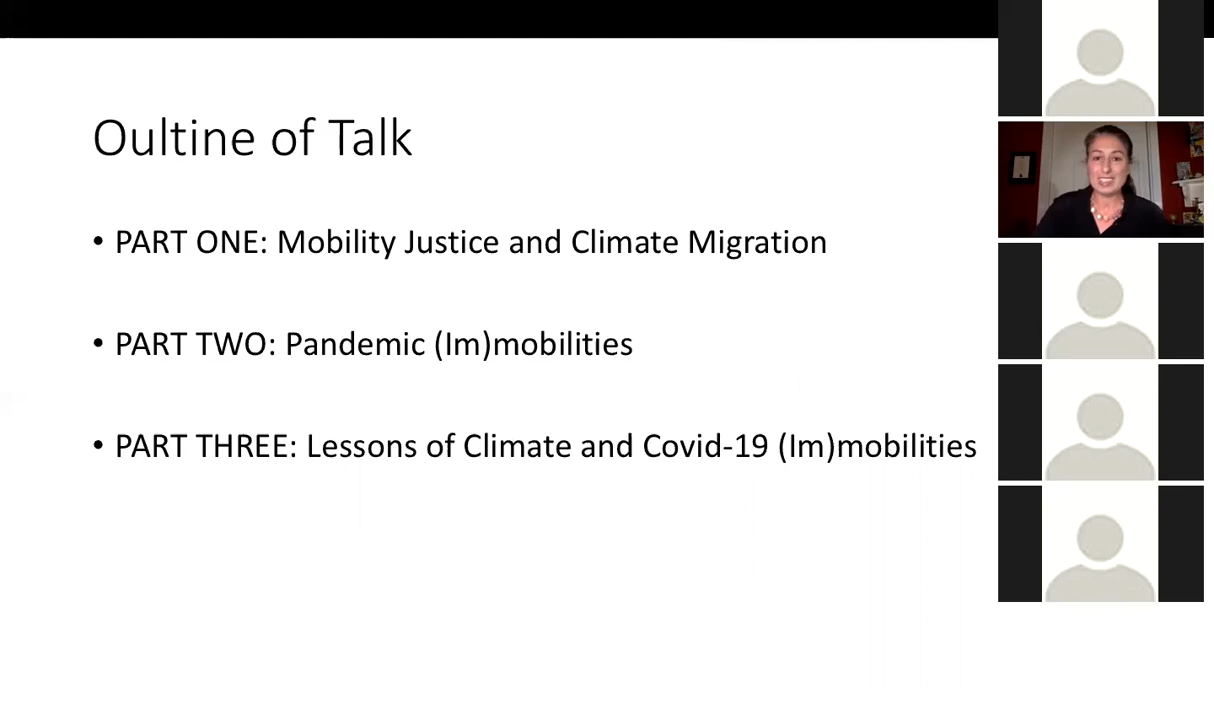 Oultine of Talk
• PART ONE: Mobility Justice and Climate Migration
• PART TWO: Pandemic (Im)mobilities
• PART THREE: Lessons of Climate and Covid-19 (Im)mobilities